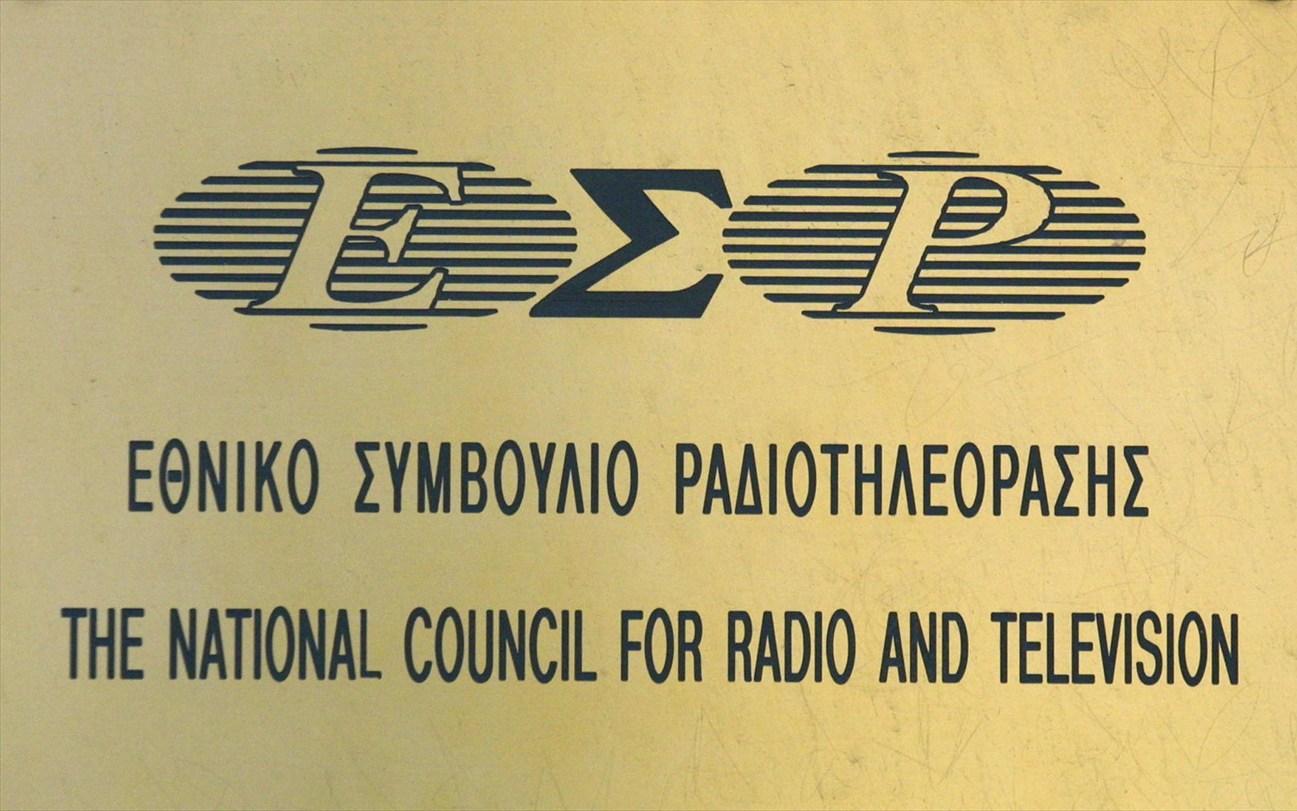 ΕΣΡ
ΕΘΝΙΚΟ ΣΥΜΒΟΥΛΙΟ ΡΑΔΙΟΤΗΛΕΟΡΑΣΗΣ
THE NATIONAL COUNCIL FOR RADIO AND TELEVISION